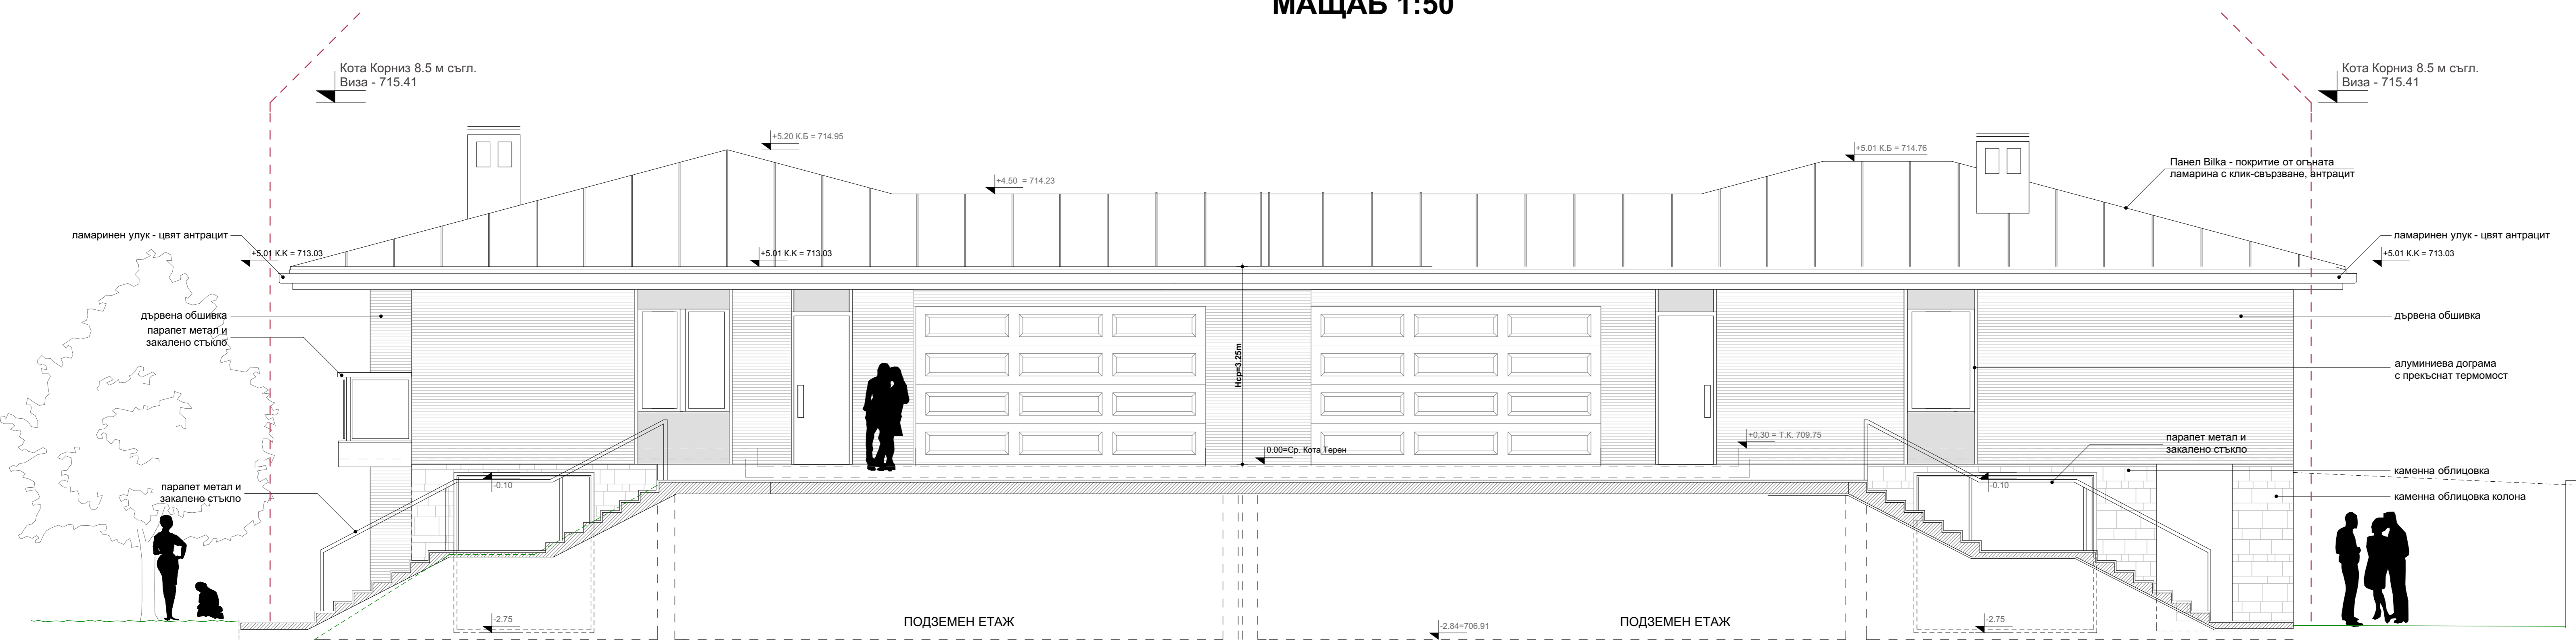 МАЩАБ 1:50
Кота Корниз 8.5 м съгл.
Виза - 715.41
Кота Корниз 8.5 м съгл.
Виза - 715.41
+5.20 К.Б = 714.95
+5.01 К.Б = 714.76
+4.50  = 714.23
Панел Bilka - покритие от огъната
ламарина с клик-свързване, антрацит
ламаринен улук - цвят антрацит
ламаринен улук - цвят антрацит
+5.01 К.К = 713.03
+5.01 К.К = 713.03
+5.01 К.К = 713.03
дървена обшивка
дървена обшивка
парапет метал и
закалено стъкло
Hср=3.25m
алуминиева дограма
с прекъснат термомост
+0,30 = Т.К. 709.75
0.00=Ср. Кота Терен
парапет метал и
закалено стъкло
каменна облицовка
-0.10
-0.10
парапет метал и
закалено стъкло
каменна облицовка колона
-2.75
ПОДЗЕМЕН ЕТАЖ
-2.84=706.91
ПОДЗЕМЕН ЕТАЖ
-2.75